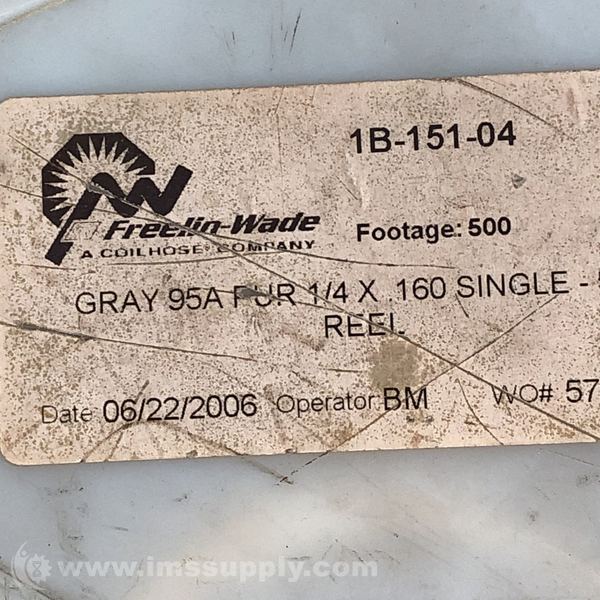 1B-151-04
Freelin-Wade
A COILHOSE COMPANY
Footage: 500
GRAY 95A PUR 1/4 X .160 SINGLE -
REEL
Date: 06/22/2006 Operator: BM WO# 57
www.imssupply.com